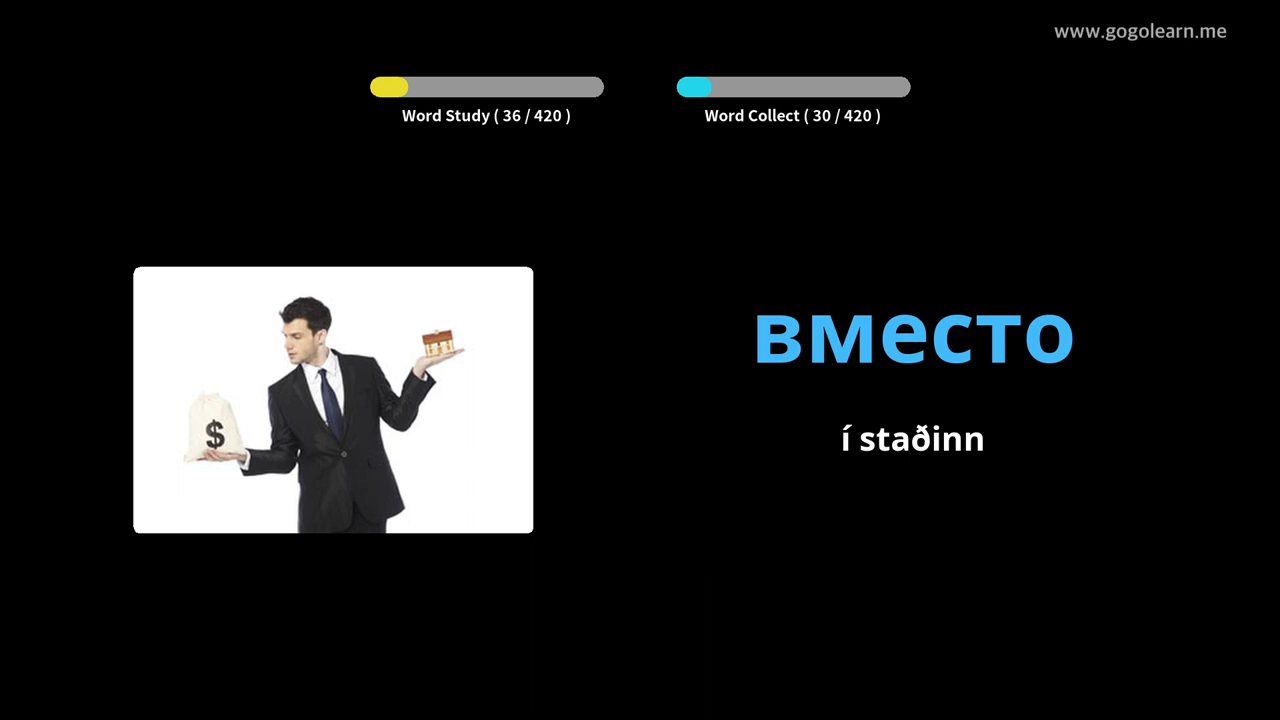 www.gogolearn.me
Word Study ( 36 / 420 )
Word Collect ( 30 / 420 )
вместо
$
í staðinn